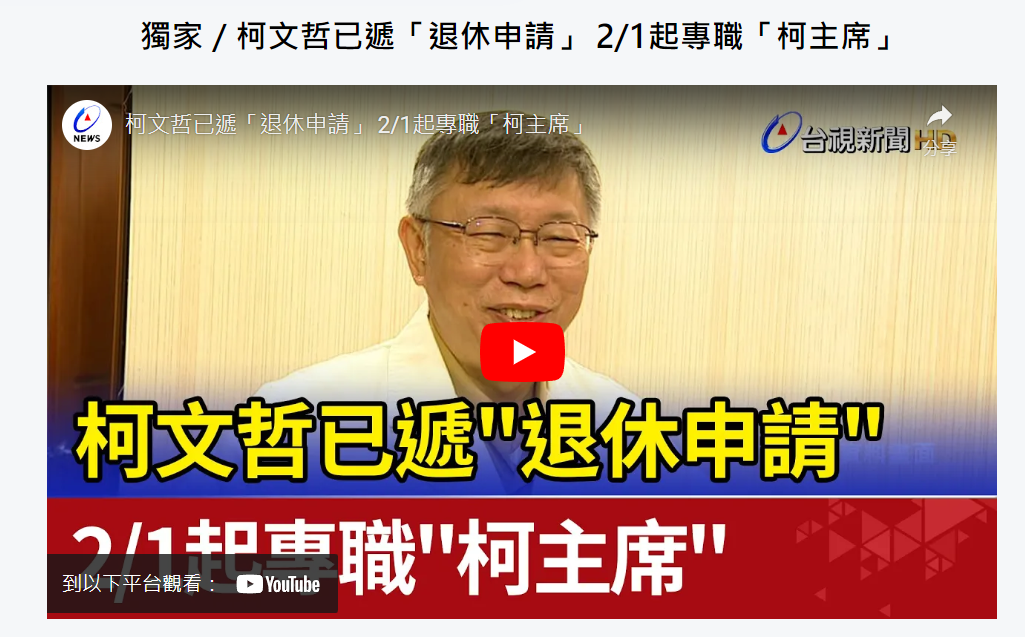 獨家 / 柯文哲已遞「退休申請」 2/1起專職「柯主席」
NEWS
柯文哲已遞「退休申請」 2/1起專職「柯主席」
台視新聞HD
分享
柯文哲已遞"退休申請"
2/1起專職"柯主席"
到以下平台觀看： YouTube